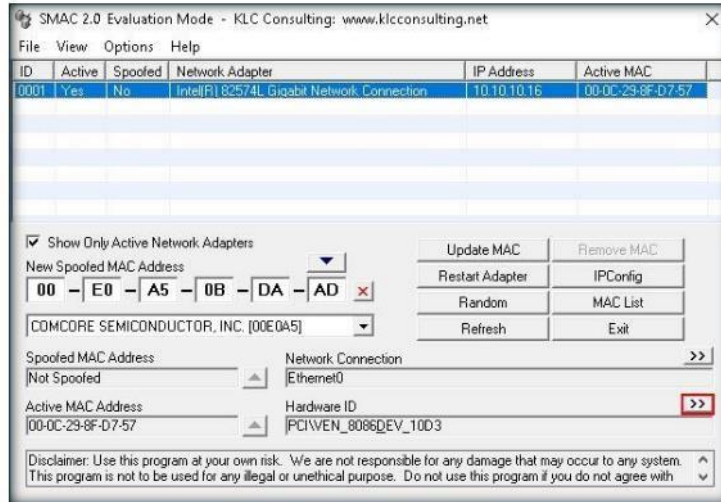 SMAC 2.0 Evaluation Mode - KLC Consulting: www.klcconsulting.net
File View Options Help
ID Active Spoofed Network Adapter IP Address Active MAC
0001 Yes No Intel(R) 82574L Gigabit Network Connection 10.10.10.16 00-0C-29-8F-D7-57
Show Only Active Network Adapters
New Spoofed MAC Address
00 - E0 - A5 - 0B - DA - AD
COMCORE SEMICONDUCTOR, INC. [00E0A5]
Update MAC Remove MAC
Restart Adapter IPConfig
Random MAC List
Refresh Exit
Spoofed MAC Address
Not Spoofed
Network Connection >>
Ethernet0
Active MAC Address
00-0C-29-8F-D7-57
Hardware ID >>
PCI\VEN_8086DEV_10D3
Disclaimer: Use this program at your own risk. We are not responsible for any damage that may occur to any system.
This program is not to be used for any illegal or unethical purpose. Do not use this program if you do not agree with